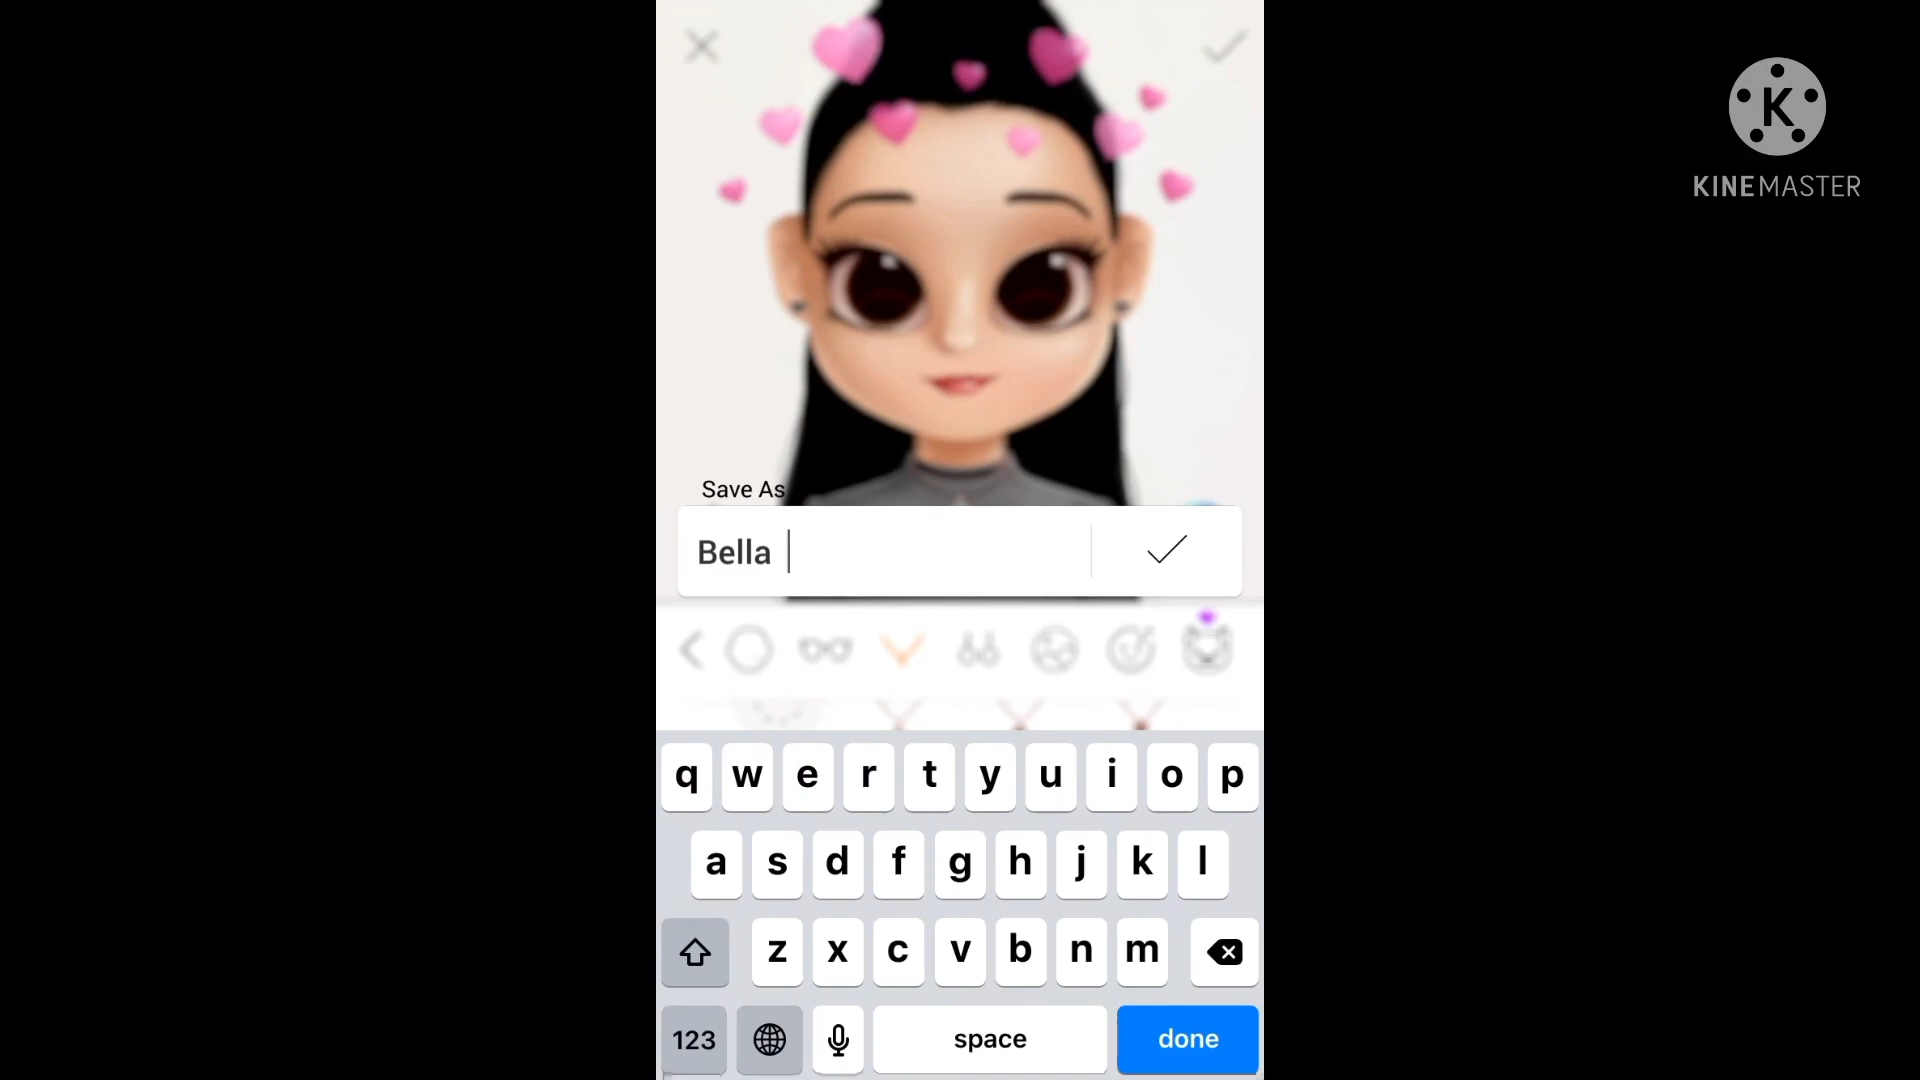 K
KINEMASTER
Save As
Bella
q w e r t y u i o p
a s d f g h j k l
z x c v b n m
123 space done